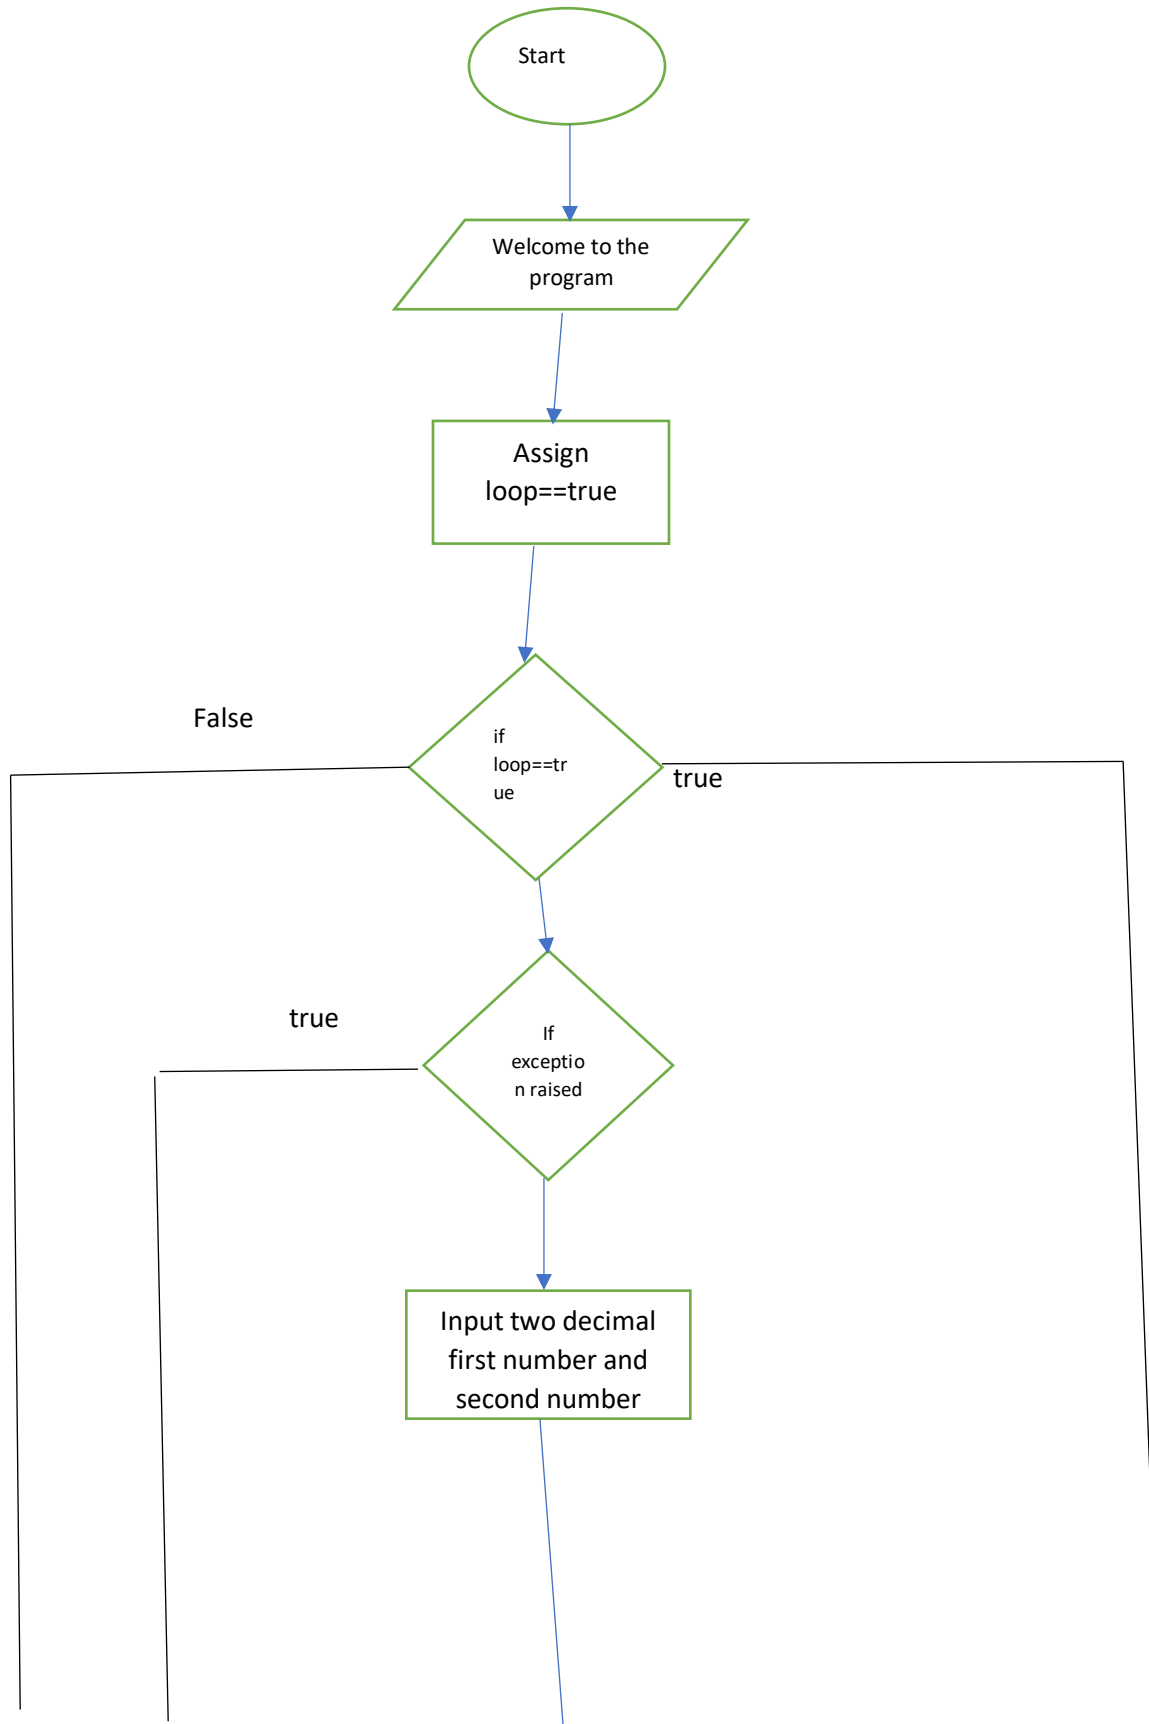 Start
Welcome to the
program
Assign
loop==true
False
if
loop==tr
ue
true
true
If
exceptio
n raised
Input two decimal
first number and
second number